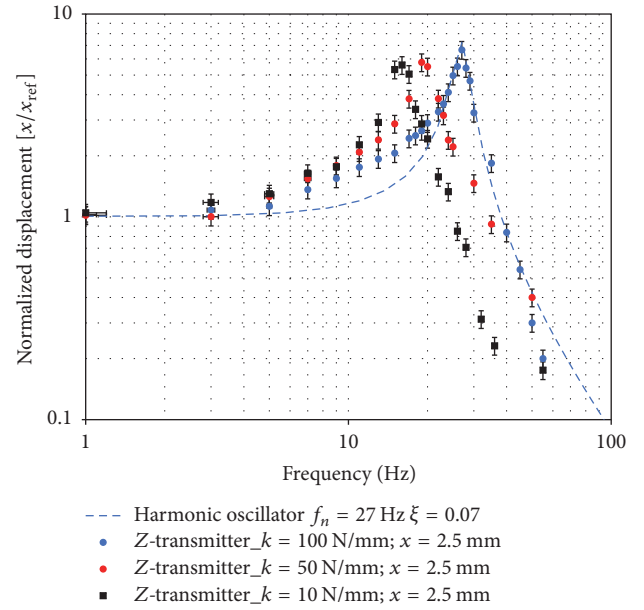 10
1
0.1
1
10
100
Normalized displacement [x/x_ref]
Frequency (Hz)
Harmonic oscillator f_n = 27 Hz ξ = 0.07
Z-transmitter_k = 100 N/mm; x = 2.5 mm
Z-transmitter_k = 50 N/mm; x = 2.5 mm
Z-transmitter_k = 10 N/mm; x = 2.5 mm